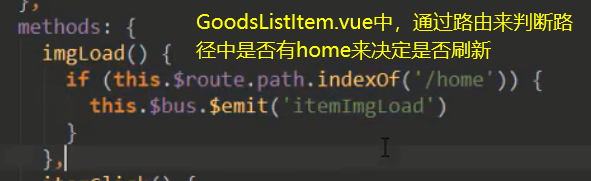 },
methods: {
GoodsListItem.vue中，通过路由来判断路
径中是否有home来决定是否刷新
imgLoad() {
if (this.$route.path.indexOf('/home')) {
this.$bus.$emit('itemImgLoad')
}
},